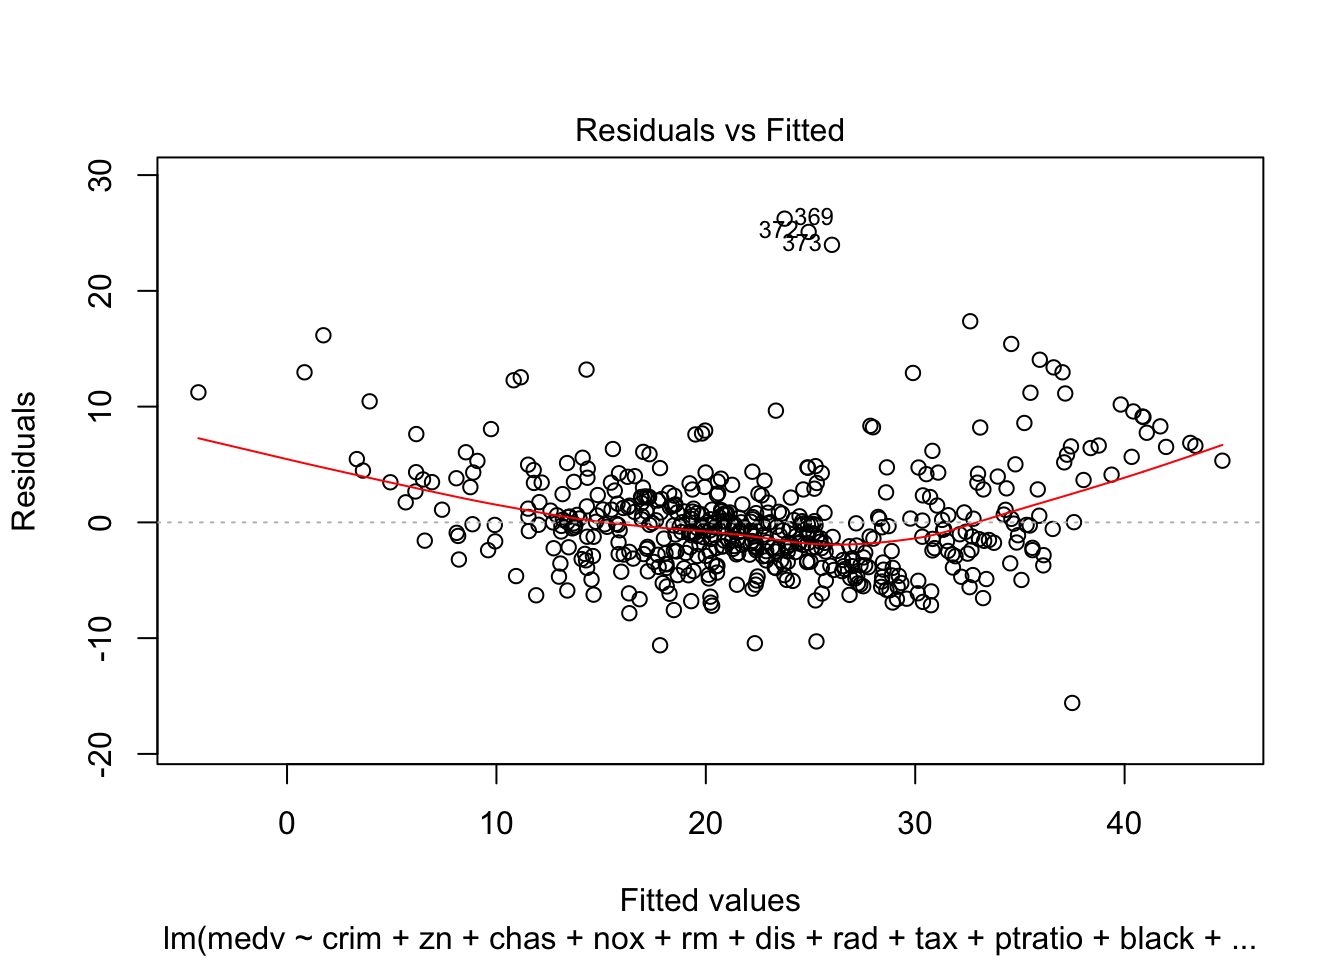 Residuals vs Fitted
30
20
10
0
-10
-20
Residuals
369
372
373
0 10 20 30 40
Fitted values
lm(medv ~ crim + zn + chas + nox + rm + dis + rad + tax + ptratio + black + ...